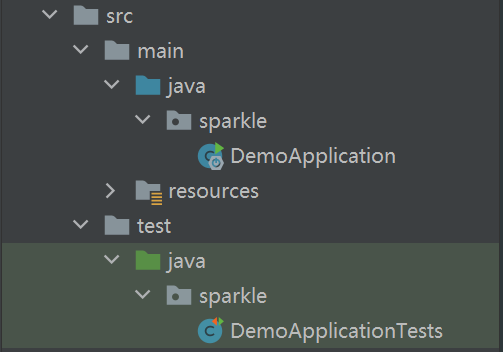 src
main
java
sparkle
DemoApplication
resources
test
java
sparkle
DemoApplicationTests